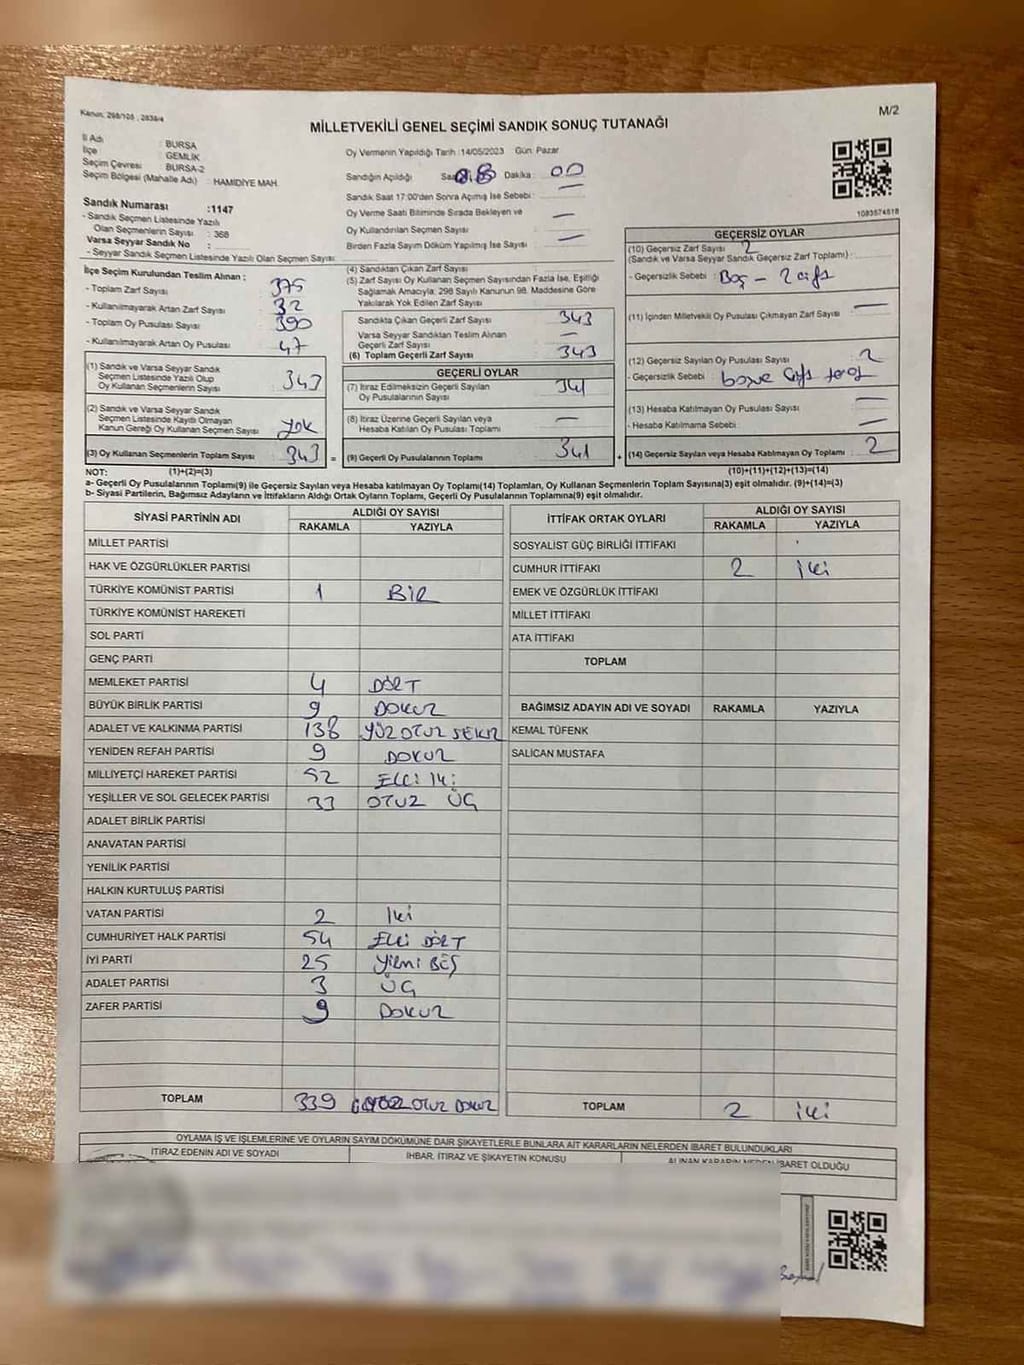 Kanun: 298/105 , 2839/4
M/2
MİLLETVEKİLİ GENEL SEÇİMİ SANDIK SONUÇ TUTANAĞI
İl Adı : BURSA
İlçe : GEMLİK
Seçim Çevresi : BURSA-2
Seçim Bölgesi (Mahalle Adı) : HAMİDİYE MAH.
Sandık Numarası :1147
- Sandık Seçmen Listesinde Yazılı
Olan Seçmenlerin Sayısı : 368
Varsa Seyyar Sandık No :
- Seyyar Sandık Seçmen Listesinde Yazılı Olan Seçmen Sayısı
Oy Vermenin Yapıldığı Tarih :14/05/2023 Gün: Pazar
Sandığın Açıldığı Saat Dakika : 00
Sandık Saat 17:00'den Sonra Açılmış İse Sebebi : —
Oy Verme Saati Bitiminde Sırada Bekleyen ve
Oy Kullandırılan Seçmen Sayısı —
Birden Fazla Sayım Döküm Yapılmış İse Sayısı —
1083574518
İlçe Seçim Kurulundan Teslim Alınan :
- Toplam Zarf Sayısı 375
- Kullanılmayarak Artan Zarf Sayısı 32
- Toplam Oy Pusulası Sayısı 390
- Kullanılmayarak Artan Oy Pusulası 47
(1) Sandık ve Varsa Seyyar Sandık
Seçmen Listesinde Yazılı Olup
Oy Kullanan Seçmenlerin Sayısı 343
(2) Sandık ve Varsa Seyyar Sandık
Seçmen Listesinde Kayıtlı Olmayan
Kanun Gereği Oy Kullanan Seçmen Sayısı Yok
(3) Oy Kullanan Seçmenlerin Toplam Sayısı 343 =
(4) Sandıktan Çıkan Zarf Sayısı
(5) Zarf Sayısı Oy Kullanan Seçmen Sayısından Fazla İse, Eşitliği
Sağlamak Amacıyla; 298 Sayılı Kanunun 98. Maddesine Göre
Yakılarak Yok Edilen Zarf Sayısı
Sandıkta Çıkan Geçerli Zarf Sayısı 343
Varsa Seyyar Sandıktan Teslim Alınan
Geçerli Zarf Sayısı —
(6) Toplam Geçerli Zarf Sayısı 343
GEÇERLİ OYLAR
(7) İtiraz Edilmeksizin Geçerli Sayılan
Oy Pusulalarının Sayısı 341
(8) İtiraz Üzerine Geçerli Sayılan veya
Hesaba Katılan Oy Pusulası Toplamı —
(9) Geçerli Oy Pusulalarının Toplamı 341 +
GEÇERSİZ OYLAR
(10) Geçersiz Zarf Sayısı 2
(Sandık ve Varsa Seyyar Sandık Geçersiz Zarf Toplamı) :
- Geçersizlik Sebebi Boş - 2
(11) İçinden Milletvekili Oy Pusulası Çıkmayan Zarf Sayısı —
(12) Geçersiz Sayılan Oy Pusulası Sayısı 2
- Geçersizlik Sebebi
(13) Hesaba Katılmayan Oy Pusulası Sayısı —
- Hesaba Katılmama Sebebi —
(14) Geçersiz Sayılan veya Hesaba Katılmayan Oy Toplamı 2
NOT: (1)+(2)=(3) (10)+(11)+(12)+(13)=(14)
a- Geçerli Oy Pusulalarının Toplamı(9) ile Geçersiz Sayılan veya Hesaba Katılmayan Oy Toplamı(14) Toplamları, Oy Kullanan Seçmenlerin Toplam Sayısına(3) eşit olmalıdır. (9)+(14)=(3)
b- Siyasi Partilerin, Bağımsız Adayların ve İttifakların Aldığı Ortak Oyların Toplamı, Geçerli Oy Pusulalarının Toplamına(9) eşit olmalıdır.
SİYASİ PARTİNİN ADI ALDIĞI OY SAYISI
RAKAMLA YAZIYLA
MİLLET PARTİSİ
HAK VE ÖZGÜRLÜKLER PARTİSİ
TÜRKİYE KOMÜNİST PARTİSİ 1 BİR
TÜRKİYE KOMÜNİST HAREKETİ
SOL PARTİ
GENÇ PARTİ
MEMLEKET PARTİSİ 4 DÖRT
BÜYÜK BİRLİK PARTİSİ 9 DOKUZ
ADALET VE KALKINMA PARTİSİ 138 YÜZ OTUZ SEKİZ
YENİDEN REFAH PARTİSİ 9 DOKUZ
MİLLİYETÇİ HAREKET PARTİSİ 52 ELLİ İKİ
YEŞİLLER VE SOL GELECEK PARTİSİ 33 OTUZ ÜÇ
ADALET BİRLİK PARTİSİ
ANAVATAN PARTİSİ
YENİLİK PARTİSİ
HALKIN KURTULUŞ PARTİSİ
VATAN PARTİSİ 2 İki
CUMHURİYET HALK PARTİSİ 54 ELLİ DÖRT
İYİ PARTİ 25 YİRMİ BEŞ
ADALET PARTİSİ 3 ÜÇ
ZAFER PARTİSİ 9 DOKUZ
TOPLAM 339 OTUZ DOKUZ
İTTİFAK ORTAK OYLARI ALDIĞI OY SAYISI
RAKAMLA YAZIYLA
SOSYALİST GÜÇ BİRLİĞİ İTTİFAKI
CUMHUR İTTİFAKI 2 iki
EMEK VE ÖZGÜRLÜK İTTİFAKI
MİLLET İTTİFAKI
ATA İTTİFAKI
TOPLAM
BAĞIMSIZ ADAYIN ADI VE SOYADI RAKAMLA YAZIYLA
KEMAL TÜFENK
SALİCAN MUSTAFA
TOPLAM 2 iki
OYLAMA İŞ VE İŞLEMLERİNE VE OYLARIN SAYIM DÖKÜMÜNE DAİR ŞİKAYETLERLE BUNLARA AİT KARARLARIN NELERDEN İBARET BULUNDUKLARI
İTİRAZ EDENİN ADI VE SOYADI İHBAR, İTİRAZ VE ŞİKAYETİN KONUSU ALINAN KARARIN NEDEN İBARET OLDUĞU